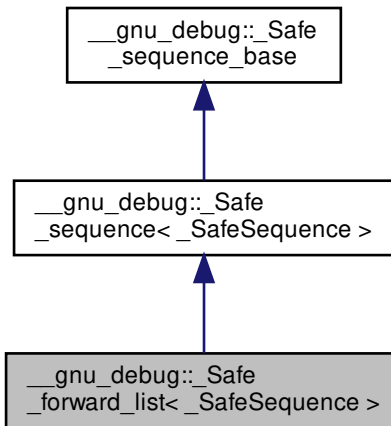 __gnu_debug::_Safe
_sequence_base
__gnu_debug::_Safe
_sequence< _SafeSequence >
__gnu_debug::_Safe
_forward_list< _SafeSequence >